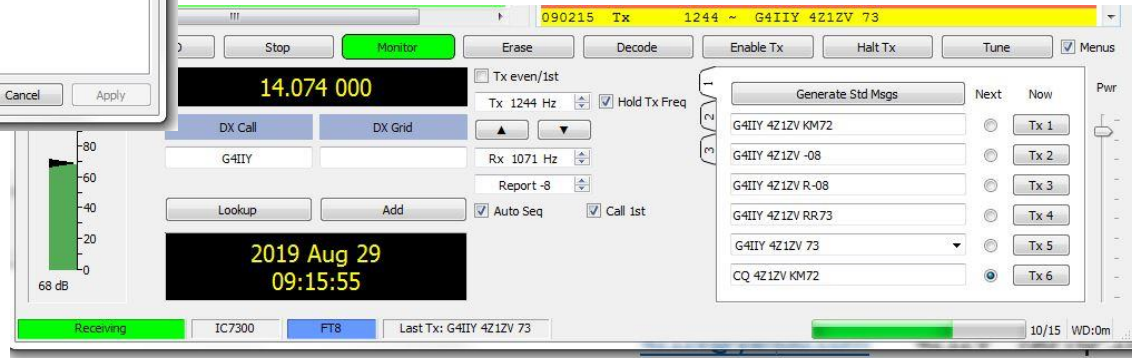 090215 Tx 1244 ~ G4IIY 4Z1ZV 73
Stop Monitor Erase Decode Enable Tx Halt Tx Tune Menus
Cancel Apply
14.074 000
Tx even/1st
Tx 1244 Hz Hold Tx Freq
DX Call DX Grid
G4IIY
Rx 1071 Hz
Report -8
Lookup Add
Auto Seq Call 1st
2019 Aug 29
09:15:55
-80
-60
-40
-20
0
68 dB
1
2
3
Generate Std Msgs Next Now Pwr
G4IIY 4Z1ZV KM72 Tx 1
G4IIY 4Z1ZV -08 Tx 2
G4IIY 4Z1ZV R-08 Tx 3
G4IIY 4Z1ZV RR73 Tx 4
G4IIY 4Z1ZV 73 Tx 5
CQ 4Z1ZV KM72 Tx 6
Receiving IC7300 FT8 Last Tx: G4IIY 4Z1ZV 73 10/15 WD:0m